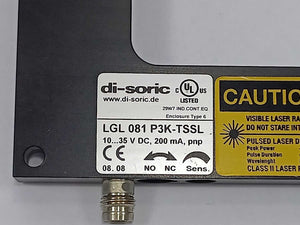 di-soric
www.di-soric.de
c UL US
LISTED
29W7 IND.CONT.EQ
Enclosure Type 6
LGL 081 P3K-TSSL
10...35 V DC, 200 mA, pnp
CE
08.08 NO NC Sens.
CAUTIO
VISIBLE LASER RA
DO NOT STARE INT
PULSED LASER D
Peak Power
Pulse Duration
Wavelenght
CLASS II LASER P